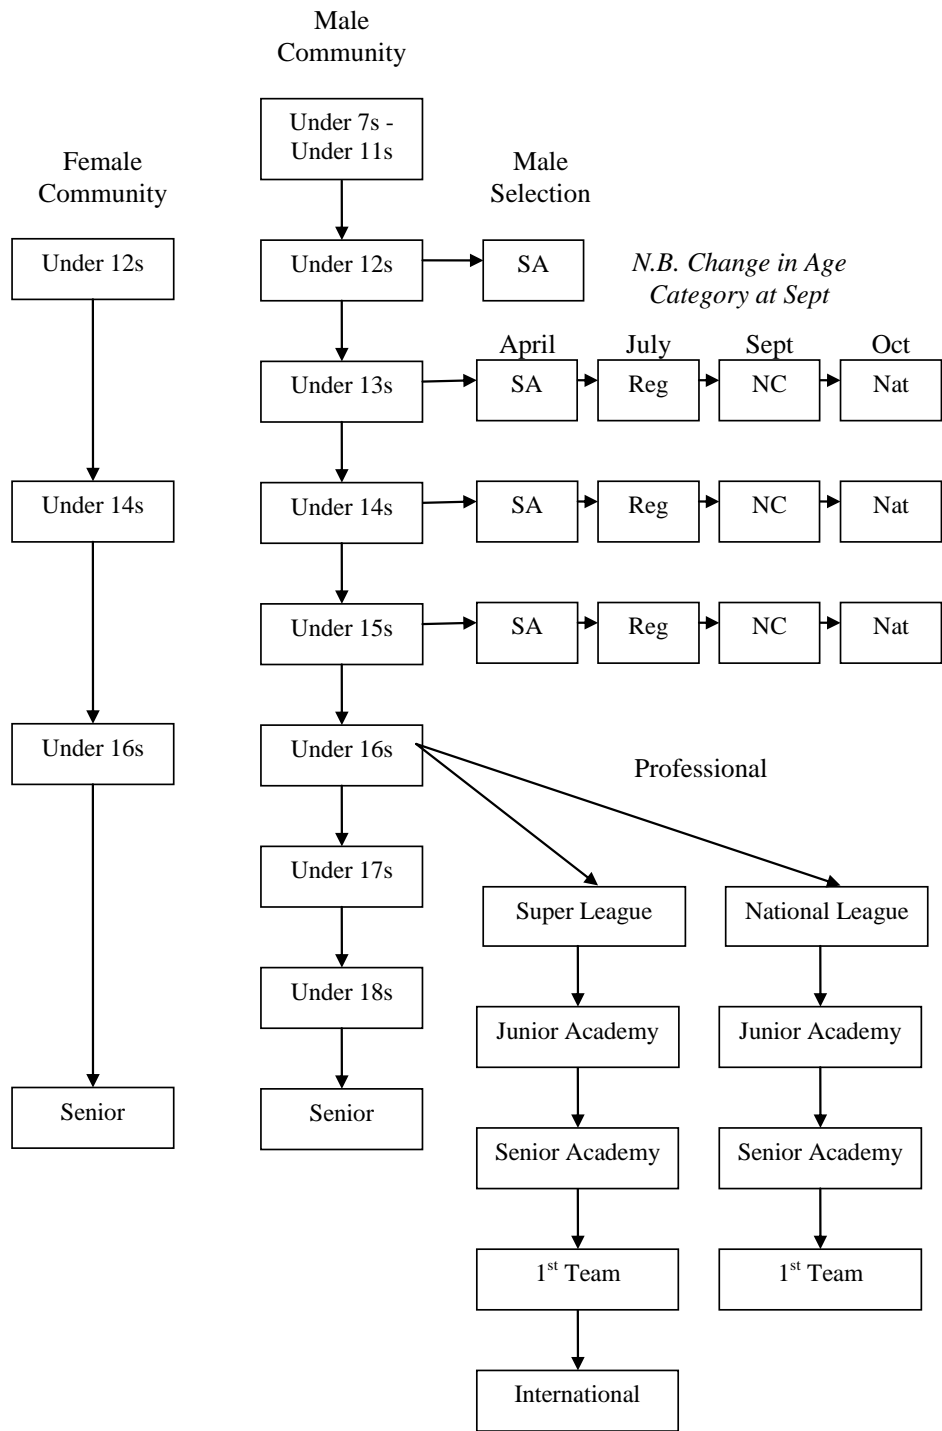 Male
Community
Under 7s -
Under 11s
Female
Community
Male
Selection
Under 12s
Under 12s
SA
N.B. Change in Age
Category at Sept
April
July
Sept
Oct
Under 13s
SA
Reg
NC
Nat
Under 14s
Under 14s
SA
Reg
NC
Nat
Under 15s
SA
Reg
NC
Nat
Under 16s
Under 16s
Professional
Under 17s
Super League
National League
Under 18s
Junior Academy
Junior Academy
Senior
Senior
Senior Academy
Senior Academy
1st Team
1st Team
International